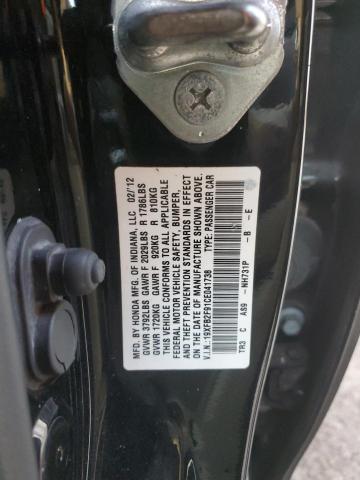 MFD. BY HONDA MFG. OF INDIANA, LLC 02/'12
GVWR 3792LBS GAWR F 2029LBS R 1786LBS
GVWR 1720KG GAWR F 920KG R 810KG
THIS VEHICLE CONFORMS TO ALL APPLICABLE
FEDERAL MOTOR VEHICLE SAFETY, BUMPER,
AND THEFT PREVENTION STANDARDS IN EFFECT
ON THE DATE OF MANUFACTURE SHOWN ABOVE.
V.I.N.:19XFB2F91CE041738 TYPE:PASSENGER CAR
TR3 C AS9 -NH731P -B -E